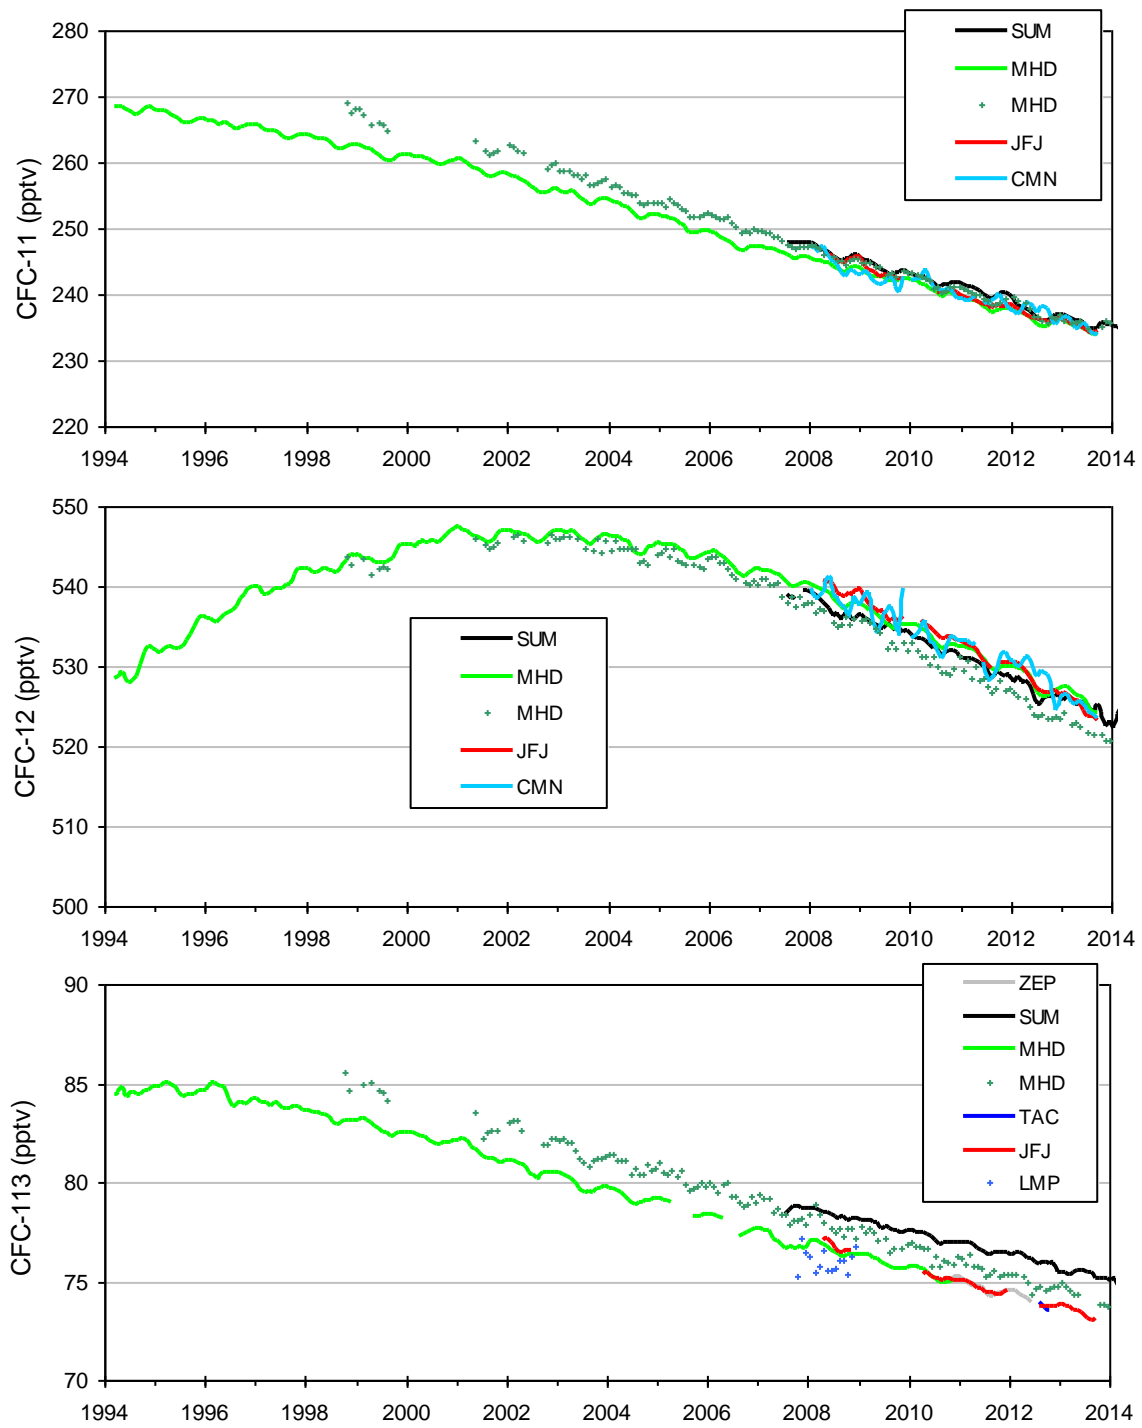 280
270
260
250
240
230
220
CFC-11 (pptv)
SUM
MHD
MHD
JFJ
CMN
1994 1996 1998 2000 2002 2004 2006 2008 2010 2012 2014
550
540
530
520
510
500
CFC-12 (pptv)
SUM
MHD
MHD
JFJ
CMN
1994 1996 1998 2000 2002 2004 2006 2008 2010 2012 2014
90
85
80
75
70
CFC-113 (pptv)
ZEP
SUM
MHD
MHD
TAC
JFJ
LMP
1994 1996 1998 2000 2002 2004 2006 2008 2010 2012 2014